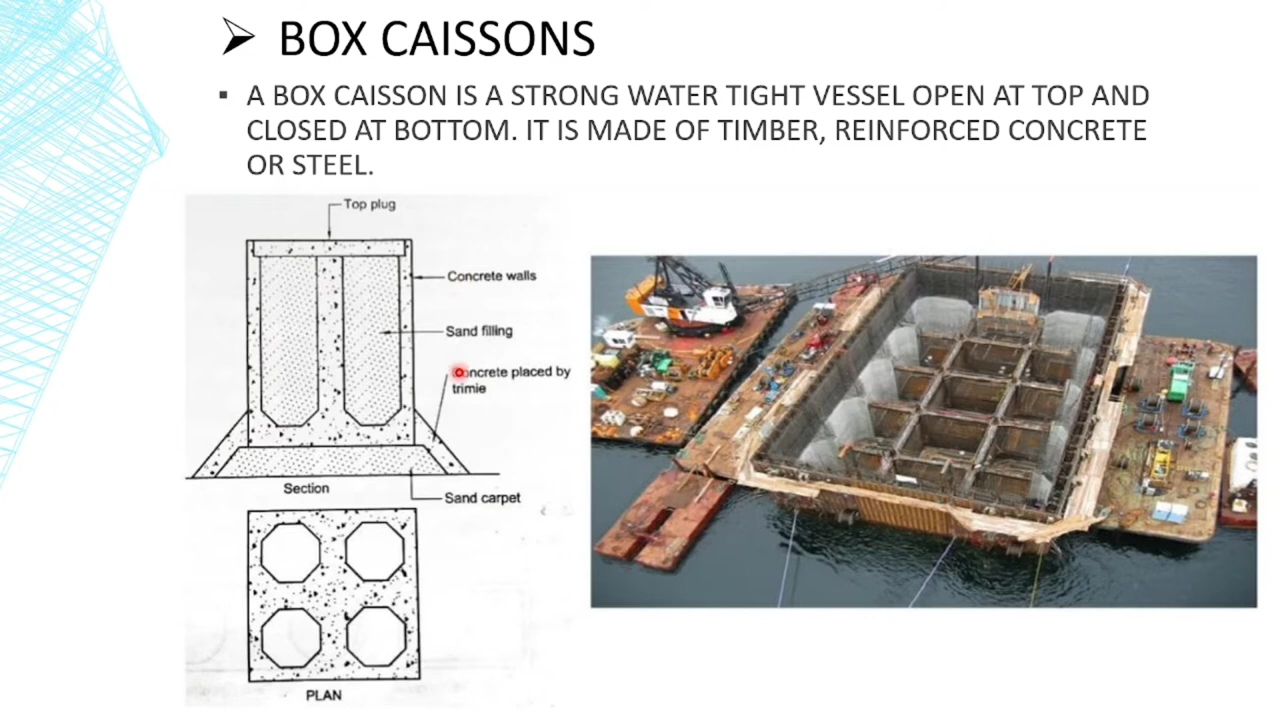 BOX CAISSONS
A BOX CAISSON IS A STRONG WATER TIGHT VESSEL OPEN AT TOP AND
CLOSED AT BOTTOM. IT IS MADE OF TIMBER, REINFORCED CONCRETE
OR STEEL.
Top plug
Concrete walls
Sand filling
Concrete placed by
trimie
Section
Sand carpet
PLAN